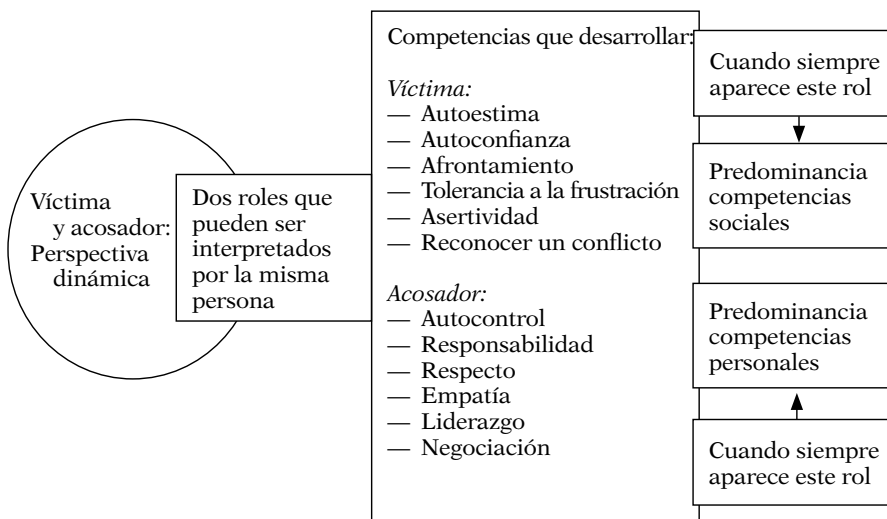 Víctima
y acosador:
Perspectiva
dinámica
Dos roles que
pueden ser
interpretados
por la misma
persona
Competencias que desarrollar:
Víctima:
— Autoestima
— Autoconfianza
— Afrontamiento
— Tolerancia a la frustración
— Asertividad
— Reconocer un conflicto
Acosador:
— Autocontrol
— Responsabilidad
— Respecto
— Empatía
— Liderazgo
— Negociación
Cuando siempre
aparece este rol
Predominancia
competencias
sociales
Predominancia
competencias
personales
Cuando siempre
aparece este rol